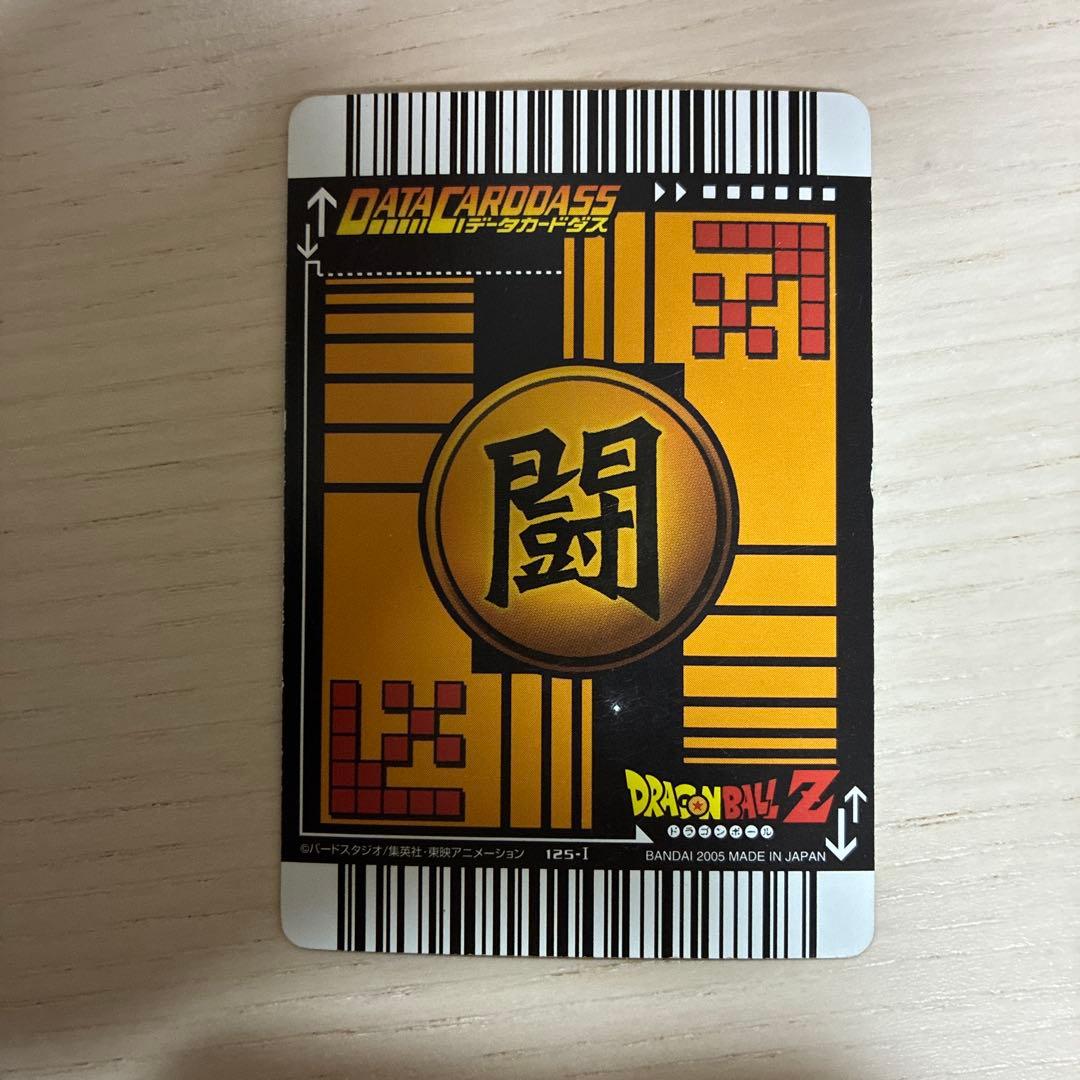 DATA CARDDASS
データカードダス
闘
DRAGON BALL Z
ドラゴンボール
©バードスタジオ/集英社・東映アニメーション 125-I BANDAI 2005 MADE IN JAPAN